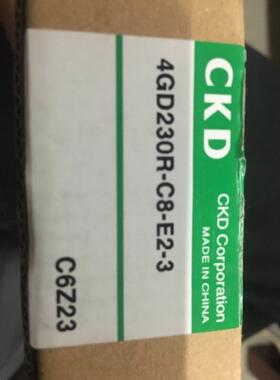 CKD
CKD Corporation
MADE IN CHINA
4GD230R-C8-E2-3
C6Z23